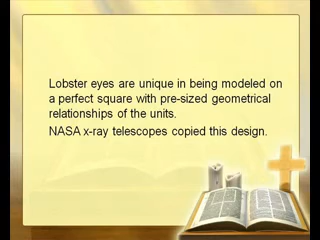 Lobster eyes are unique in being modeled on
a perfect square with pre-sized geometrical
relationships of the units.
NASA x-ray telescopes copied this design.